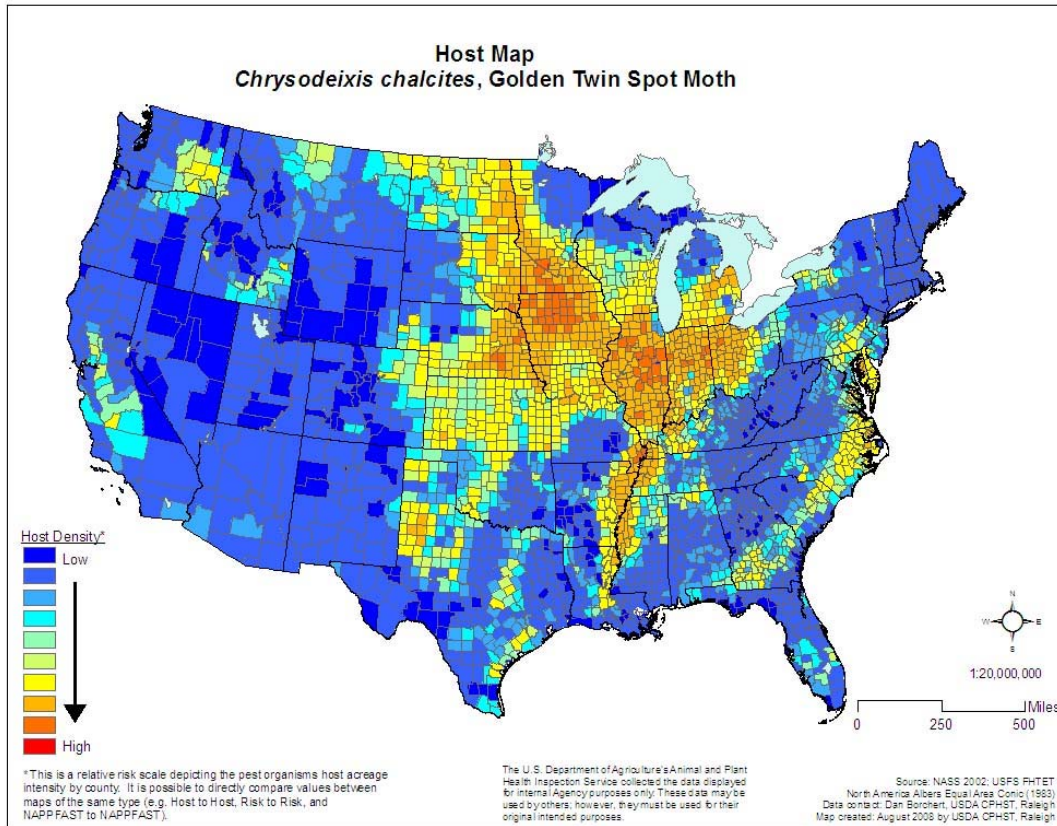 Host Map
Chrysodeixis chalcites, Golden Twin Spot Moth
Host Density*
Low
High
N
W
E
S
1:20,000,000
Miles
0 250 500
*This is a relative risk scale depicting the pest organisms host acreage
intensity by county. It is possible to directly compare values between
maps of the same type (e.g. Host to Host, Risk to Risk, and
NAPPFAST to NAPPFAST).
The U.S. Department of Agriculture's Animal and Plant
Health Inspection Service collected the data displayed
for internal Agency purposes only. These data may be
used by others; however, they must be used for their
original intended purposes.
Source: NASS 2002; USFS FHTET
North America Albers Equal Area Conic (1983)
Data contact: Dan Borchert, USDA CPHST, Raleigh
Map created: August 2008 by USDA CPHST, Raleigh